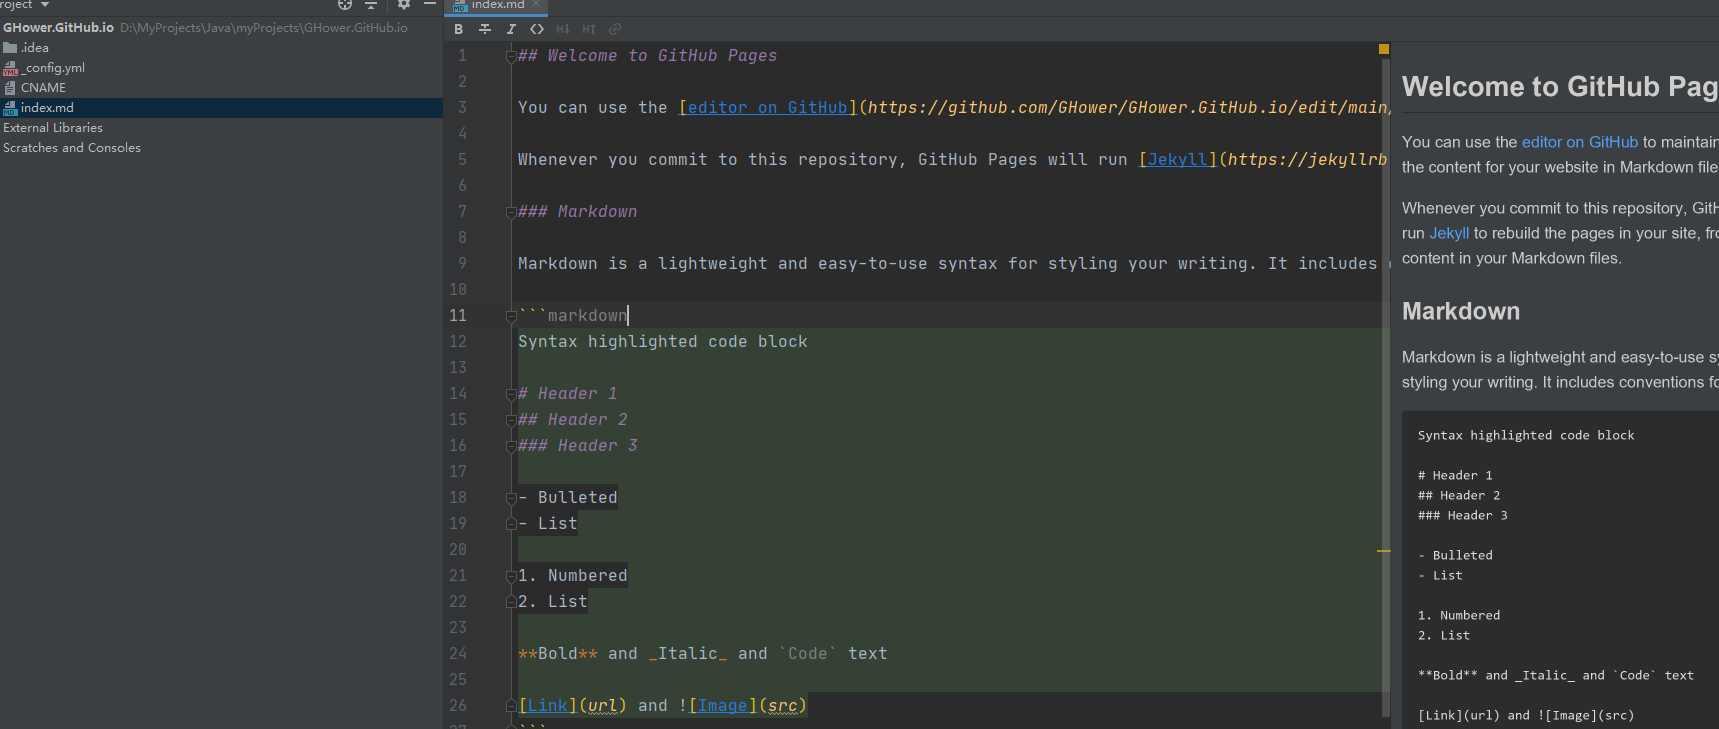 roject
GHower.GitHub.io D:\MyProjects\Java\myProjects\GHower.GitHub.io
.idea
_config.yml
CNAME
index.md
External Libraries
Scratches and Consoles
index.md
B I <> H↓ H↑
1 ## Welcome to GitHub Pages
2
3 You can use the [editor on GitHub](https://github.com/GHower/GHower.GitHub.io/edit/main/
4
5 Whenever you commit to this repository, GitHub Pages will run [Jekyll](https://jekyllrb
6
7 ### Markdown
8
9 Markdown is a lightweight and easy-to-use syntax for styling your writing. It includes
10
11 ```markdown
12 Syntax highlighted code block
13
14 # Header 1
15 ## Header 2
16 ### Header 3
17
18 - Bulleted
19 - List
20
21 1. Numbered
22 2. List
23
24 **Bold** and _Italic_ and `Code` text
25
26 [Link](url) and ![Image](src)
27 ```
Welcome to GitHub Pag
You can use the editor on GitHub to maintain
the content for your website in Markdown file
Whenever you commit to this repository, GitH
run Jekyll to rebuild the pages in your site, fro
content in your Markdown files.
Markdown
Markdown is a lightweight and easy-to-use sy
styling your writing. It includes conventions fo
Syntax highlighted code block
# Header 1
## Header 2
### Header 3
- Bulleted
- List
1. Numbered
2. List
**Bold** and _Italic_ and `Code` text
[Link](url) and ![Image](src)